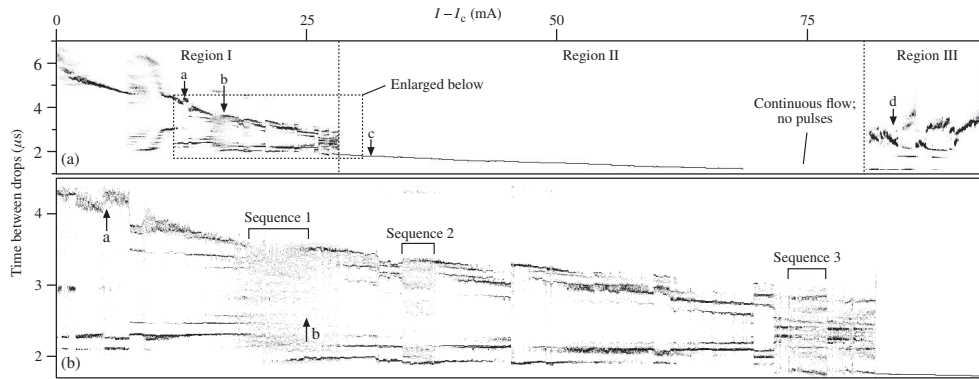 I – I_c (mA)
0 25 50 75
Region I Region II Region III
6
a b
Enlarged below
4
Continuous flow;
no pulses
d
c
2
(a)
Time between drops (μs)
4
Sequence 1
a
Sequence 2
Sequence 3
3
b
2
(b)